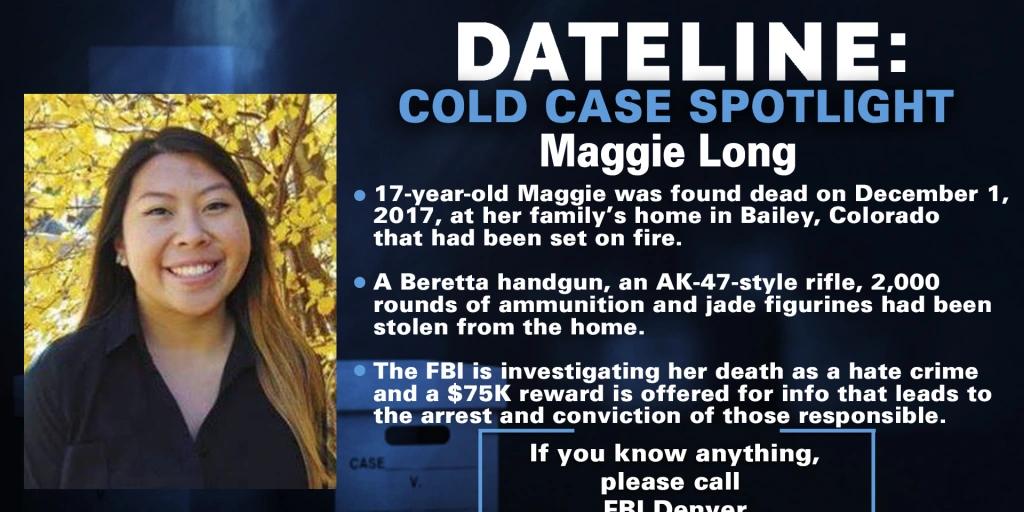 DATELINE:
COLD CASE SPOTLIGHT
Maggie Long
• 17-year-old Maggie was found dead on December 1,
2017, at her family's home in Bailey, Colorado
that had been set on fire.
• A Beretta handgun, an AK-47-style rifle, 2,000
rounds of ammunition and jade figurines had been
stolen from the home.
• The FBI is investigating her death as a hate crime
and a $75K reward is offered for info that leads to
the arrest and conviction of those responsible.
CASE
V.
If you know anything,
please call
FBI Denver